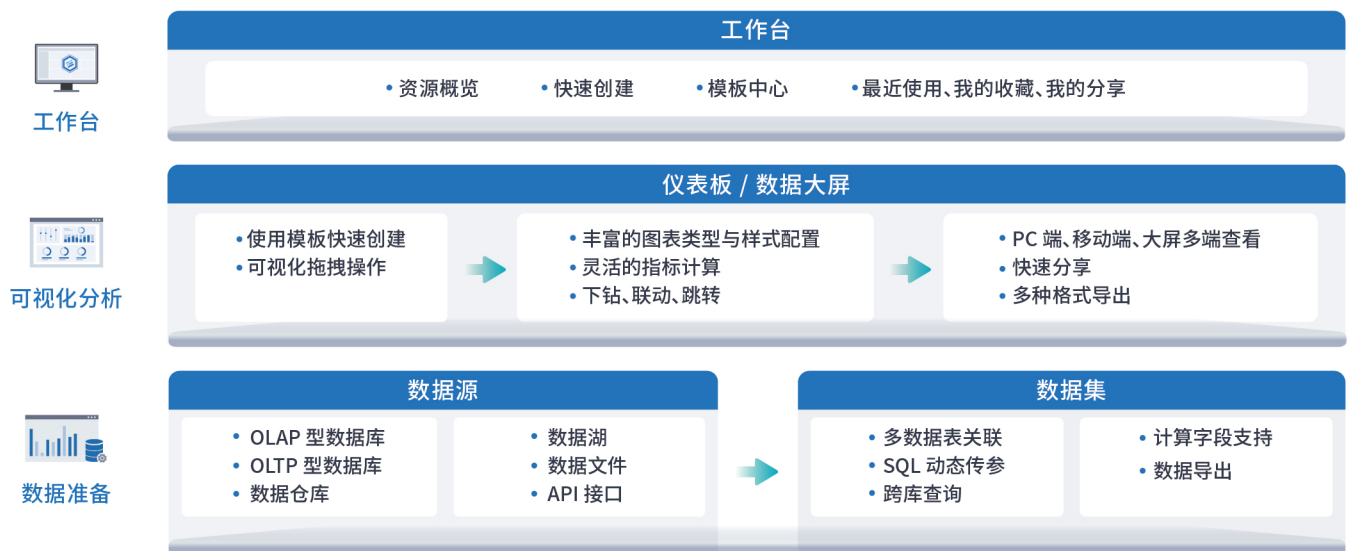 工作台
工作台
• 资源概览
• 快速创建
• 模板中心
• 最近使用、我的收藏、我的分享
可视化分析
仪表板 / 数据大屏
• 使用模板快速创建
• 可视化拖拽操作
• 丰富的图表类型与样式配置
• 灵活的指标计算
• 下钻、联动、跳转
• PC 端、移动端、大屏多端查看
• 快速分享
• 多种格式导出
数据准备
数据源
• OLAP 型数据库
• OLTP 型数据库
• 数据仓库
• 数据湖
• 数据文件
• API 接口
数据集
• 多数据表关联
• SQL 动态传参
• 跨库查询
• 计算字段支持
• 数据导出